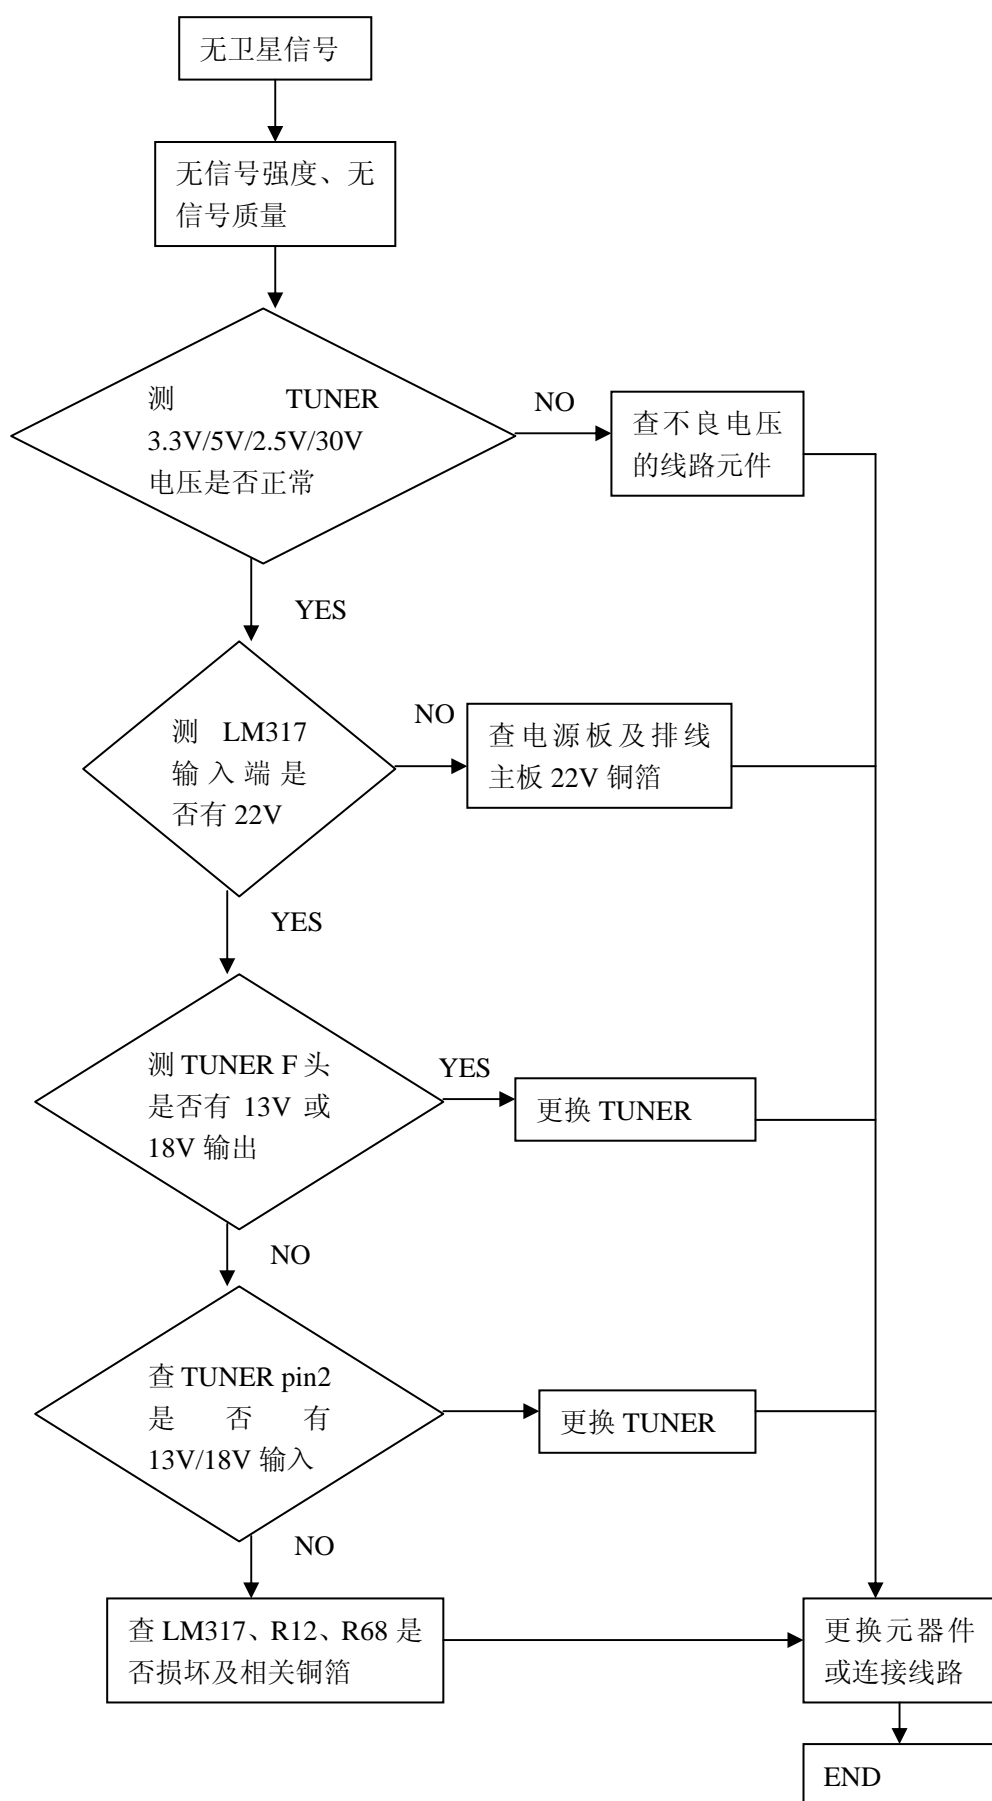 无卫星信号
无信号强度、无
信号质量
测 TUNER
3.3V/5V/2.5V/30V
电压是否正常
NO
查不良电压
的线路元件
YES
测 LM317
输入端是
否有 22V
NO
查电源板及排线
主板 22V 铜箔
YES
测 TUNER F 头
是否有 13V 或
18V 输出
YES
更换 TUNER
NO
查 TUNER pin2
是否有
13V/18V 输入
更换 TUNER
NO
查 LM317、R12、R68 是
否损坏及相关铜箔
更换元器件
或连接线路
END